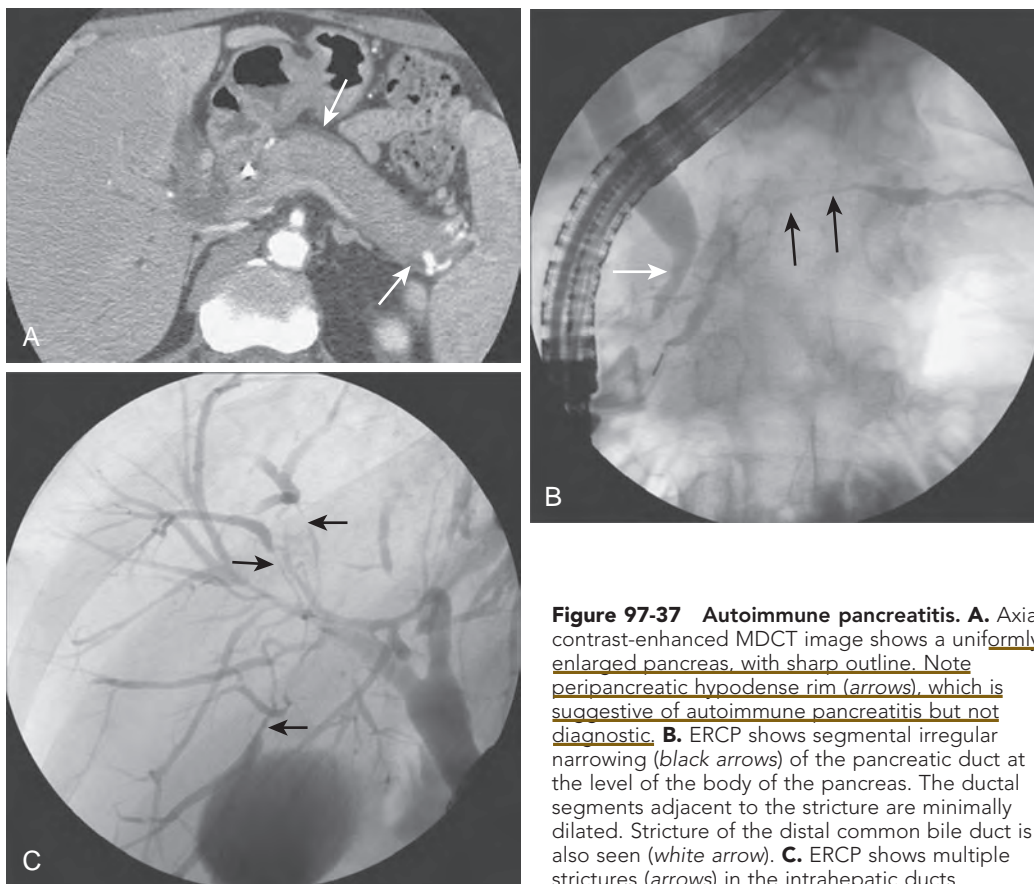 A
B
C
Figure 97-37 Autoimmune pancreatitis. A.
contrast-enhanced MDCT image shows a uniformly
enlarged pancreas, with sharp outline. Note
peripancreatic hypodense rim (arrows), which is
suggestive of autoimmune pancreatitis but not
diagnostic. B. ERCP shows segmental irregular
narrowing (black arrows) of the pancreatic duct at
the level of the body of the pancreas. The ductal
segments adjacent to the stricture are minimally
dilated. Stricture of the distal common bile duct is
also seen (white arrow). C. ERCP shows multiple
strictures (arrows) in the intrahepatic ducts